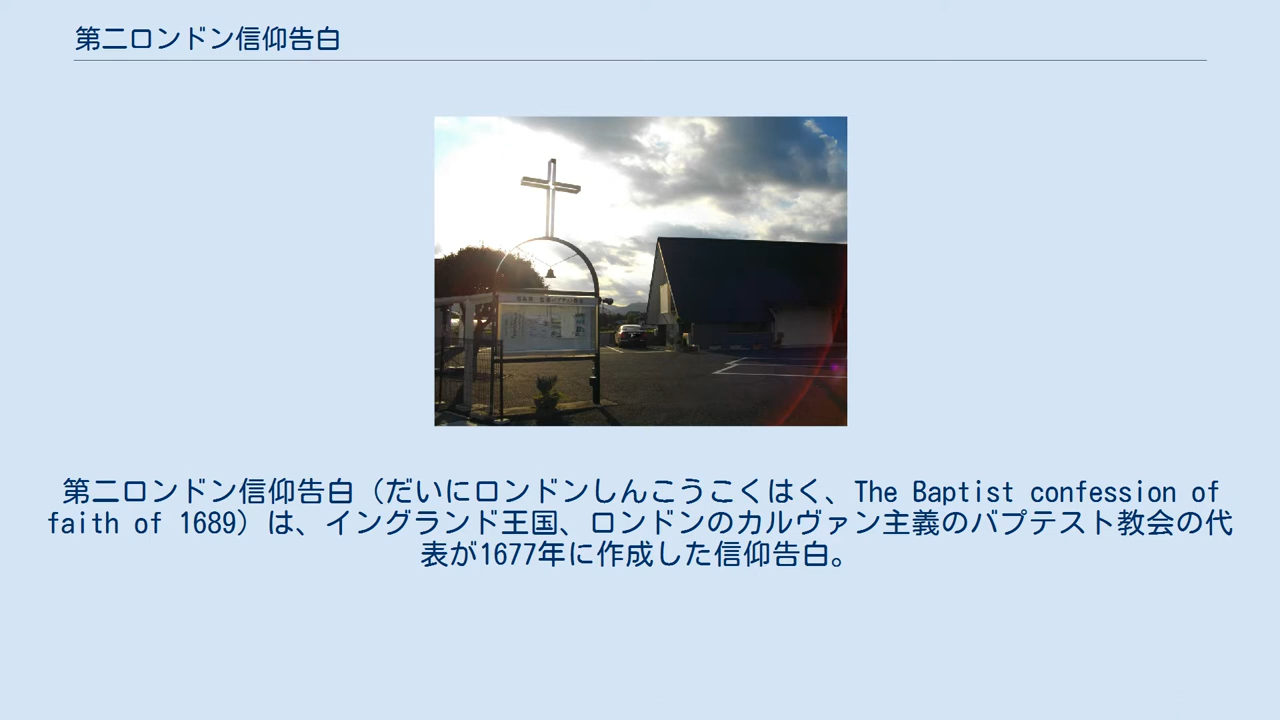 第二ロンドン信仰告白
第二ロンドン信仰告白（だいにロンドンしんこうこくはく、The Baptist confession of
faith of 1689）は、イングランド王国、ロンドンのカルヴァン主義のバプテスト教会の代
表が1677年に作成した信仰告白。